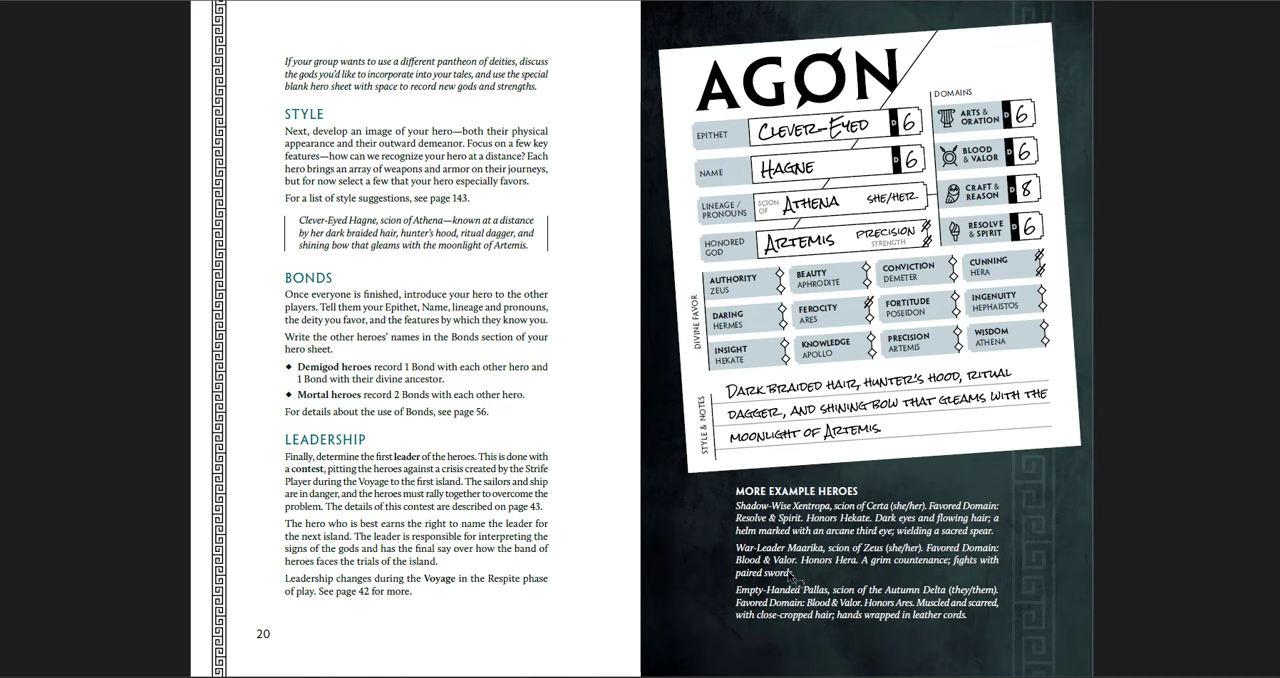 If your group wants to use a different pantheon of deities, discuss
the gods you'd like to incorporate into your tales, and use the special
blank hero sheet with space to record new gods and strengths.
STYLE
Next, develop an image of your hero—both their physical
appearance and their outward demeanor. Focus on a few key
features—how can we recognize your hero at a distance? Each
hero brings an array of weapons and armor on their journeys,
but for now select a few that your hero especially favors.
For a list of style suggestions, see page 143.
Clever-Eyed Hagne, scion of Athena—known at a distance
by her dark braided hair, hunter's hood, ritual dagger, and
shining bow that gleams with the moonlight of Artemis.
BONDS
Once everyone is finished, introduce your hero to the other
players. Tell them your Epithet, Name, lineage and pronouns,
the deity you favor, and the features by which they know you.
Write the other heroes' names in the Bonds section of your
hero sheet.
◆ Demigod heroes record 1 Bond with each other hero and
1 Bond with their divine ancestor.
◆ Mortal heroes record 2 Bonds with each other hero.
For details about the use of Bonds, see page 56.
LEADERSHIP
Finally, determine the first leader of the heroes. This is done with
a contest, pitting the heroes against a crisis created by the Strife
Player during the Voyage to the first island. The sailors and ship
are in danger, and the heroes must rally together to overcome the
problem. The details of this contest are described on page 43.
The hero who is best earns the right to name the leader for
the next island. The leader is responsible for interpreting the
signs of the gods and has the final say over how the band of
heroes faces the trials of the island.
Leadership changes during the Voyage in the Respite phase
of play. See page 42 for more.
20
AGON
EPITHET CLEVER-EYED D 6
NAME HAGNE D 6
LINEAGE / PRONOUNS SCION OF ATHENA SHE/HER
HONORED GOD ARTEMIS PRECISION STRENGTH
DOMAINS
ARTS & ORATION D 6
BLOOD & VALOR D 6
CRAFT & REASON D 8
RESOLVE & SPIRIT D 6
DIVINE FAVOR
AUTHORITY ZEUS
BEAUTY APHRODITE
CONVICTION DEMETER
CUNNING HERA
DARING HERMES
FEROCITY ARES
FORTITUDE POSEIDON
INGENUITY HEPHAISTOS
INSIGHT HEKATE
KNOWLEDGE APOLLO
PRECISION ARTEMIS
WISDOM ATHENA
STYLE & NOTES
DARK BRAIDED HAIR, HUNTER'S HOOD, RITUAL
DAGGER, AND SHINING BOW THAT GLEAMS WITH THE
MOONLIGHT OF ARTEMIS
MORE EXAMPLE HEROES
Shadow-Wise Xentropa, scion of Certa (she/her). Favored Domain:
Resolve & Spirit. Honors Hekate. Dark eyes and flowing hair; a
helm marked with an arcane third eye; wielding a sacred spear.
War-Leader Maarika, scion of Zeus (she/her). Favored Domain:
Blood & Valor. Honors Hera. A grim countenance; fights with
paired swords.
Empty-Handed Pallas, scion of the Autumn Delta (they/them).
Favored Domain: Blood & Valor. Honors Ares. Muscled and scarred,
with close-cropped hair; hands wrapped in leather cords.